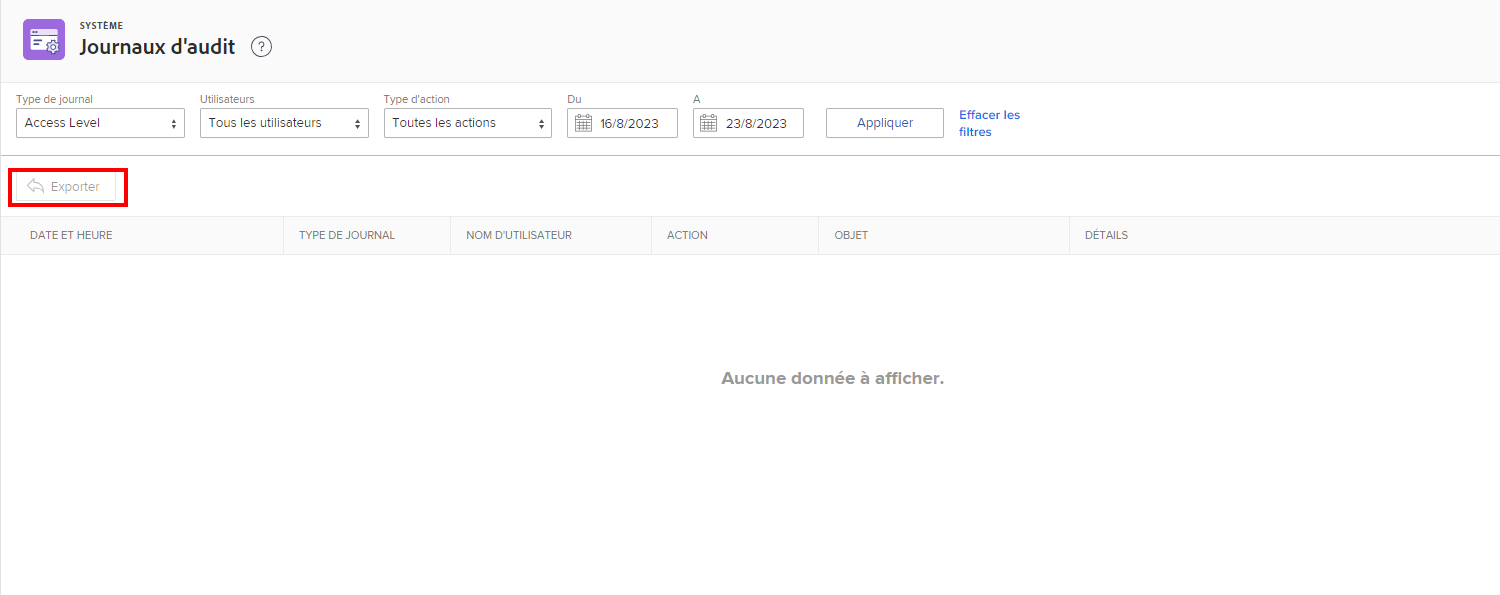 SYSTÈME
Journaux d'audit ?
Type de journal Utilisateurs Type d'action Du A
Access Level Tous les utilisateurs Toutes les actions 16/8/2023 23/8/2023 Appliquer Effacer les
filtres
Exporter
DATE ET HEURE TYPE DE JOURNAL NOM D'UTILISATEUR ACTION OBJET DÉTAILS
Aucune donnée à afficher.